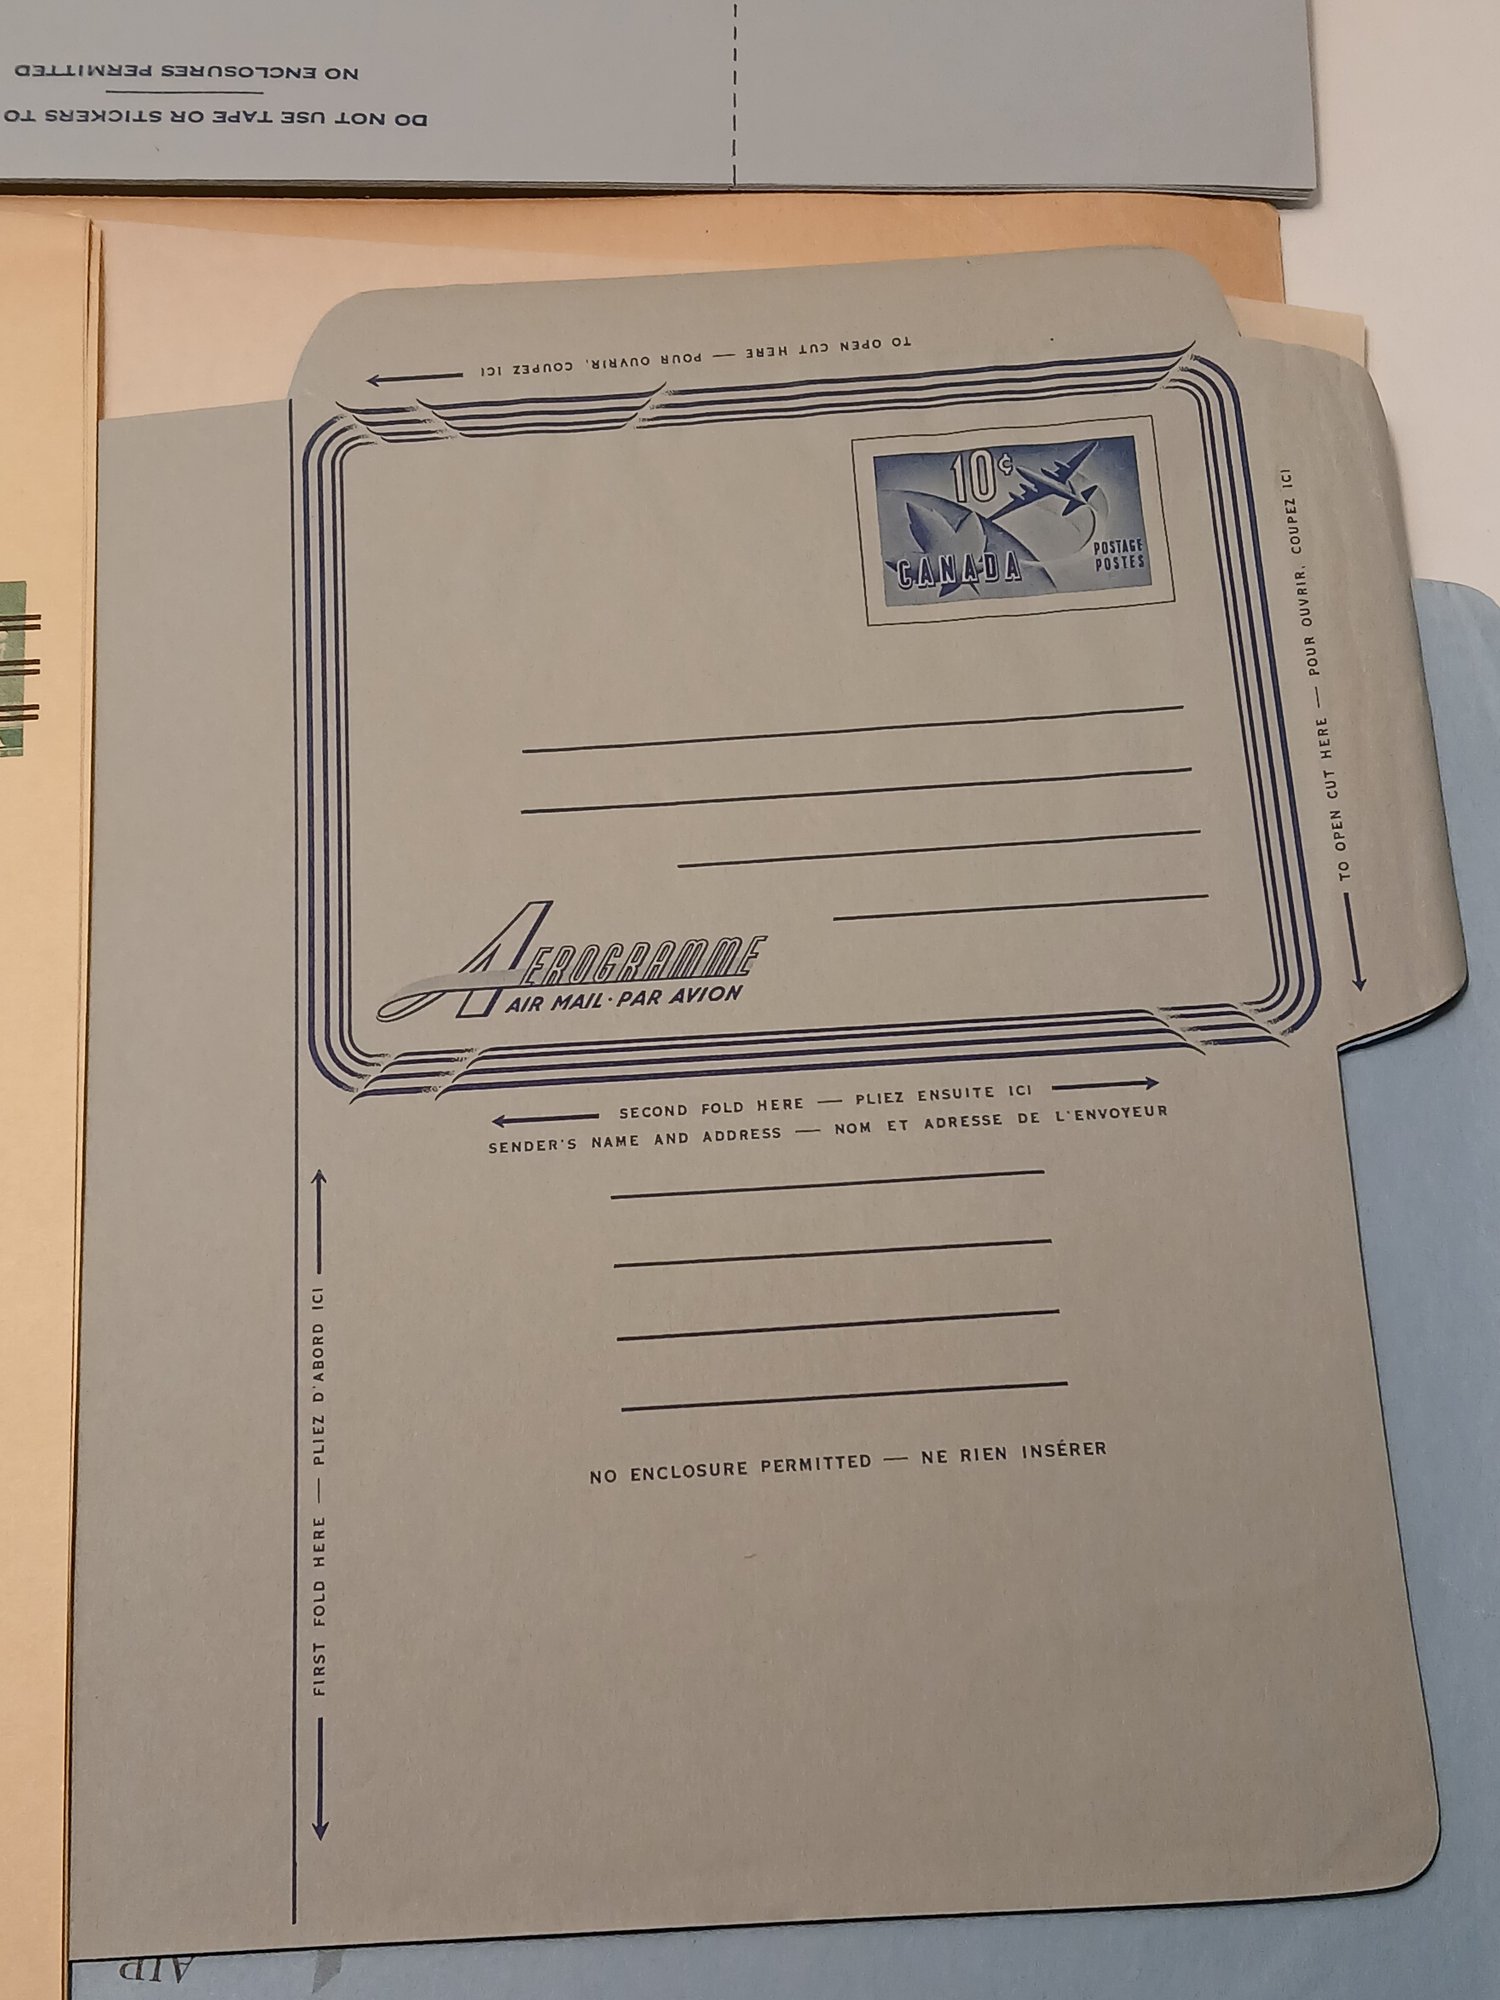 NO ENCLOSURES PERMITTED
DO NOT USE TAPE OR STICKERS TO
TO OPEN CUT HERE — POUR OUVRIR, COUPEZ ICI
10¢
CANADA
POSTAGE
POSTES
TO OPEN CUT HERE — POUR OUVRIR, COUPEZ ICI
AEROGRAMME
AIR MAIL · PAR AVION
SECOND FOLD HERE — PLIEZ ENSUITE ICI
SENDER'S NAME AND ADDRESS — NOM ET ADRESSE DE L'ENVOYEUR
FIRST FOLD HERE — PLIEZ D'ABORD ICI
NO ENCLOSURE PERMITTED — NE RIEN INSÉRER
AIR